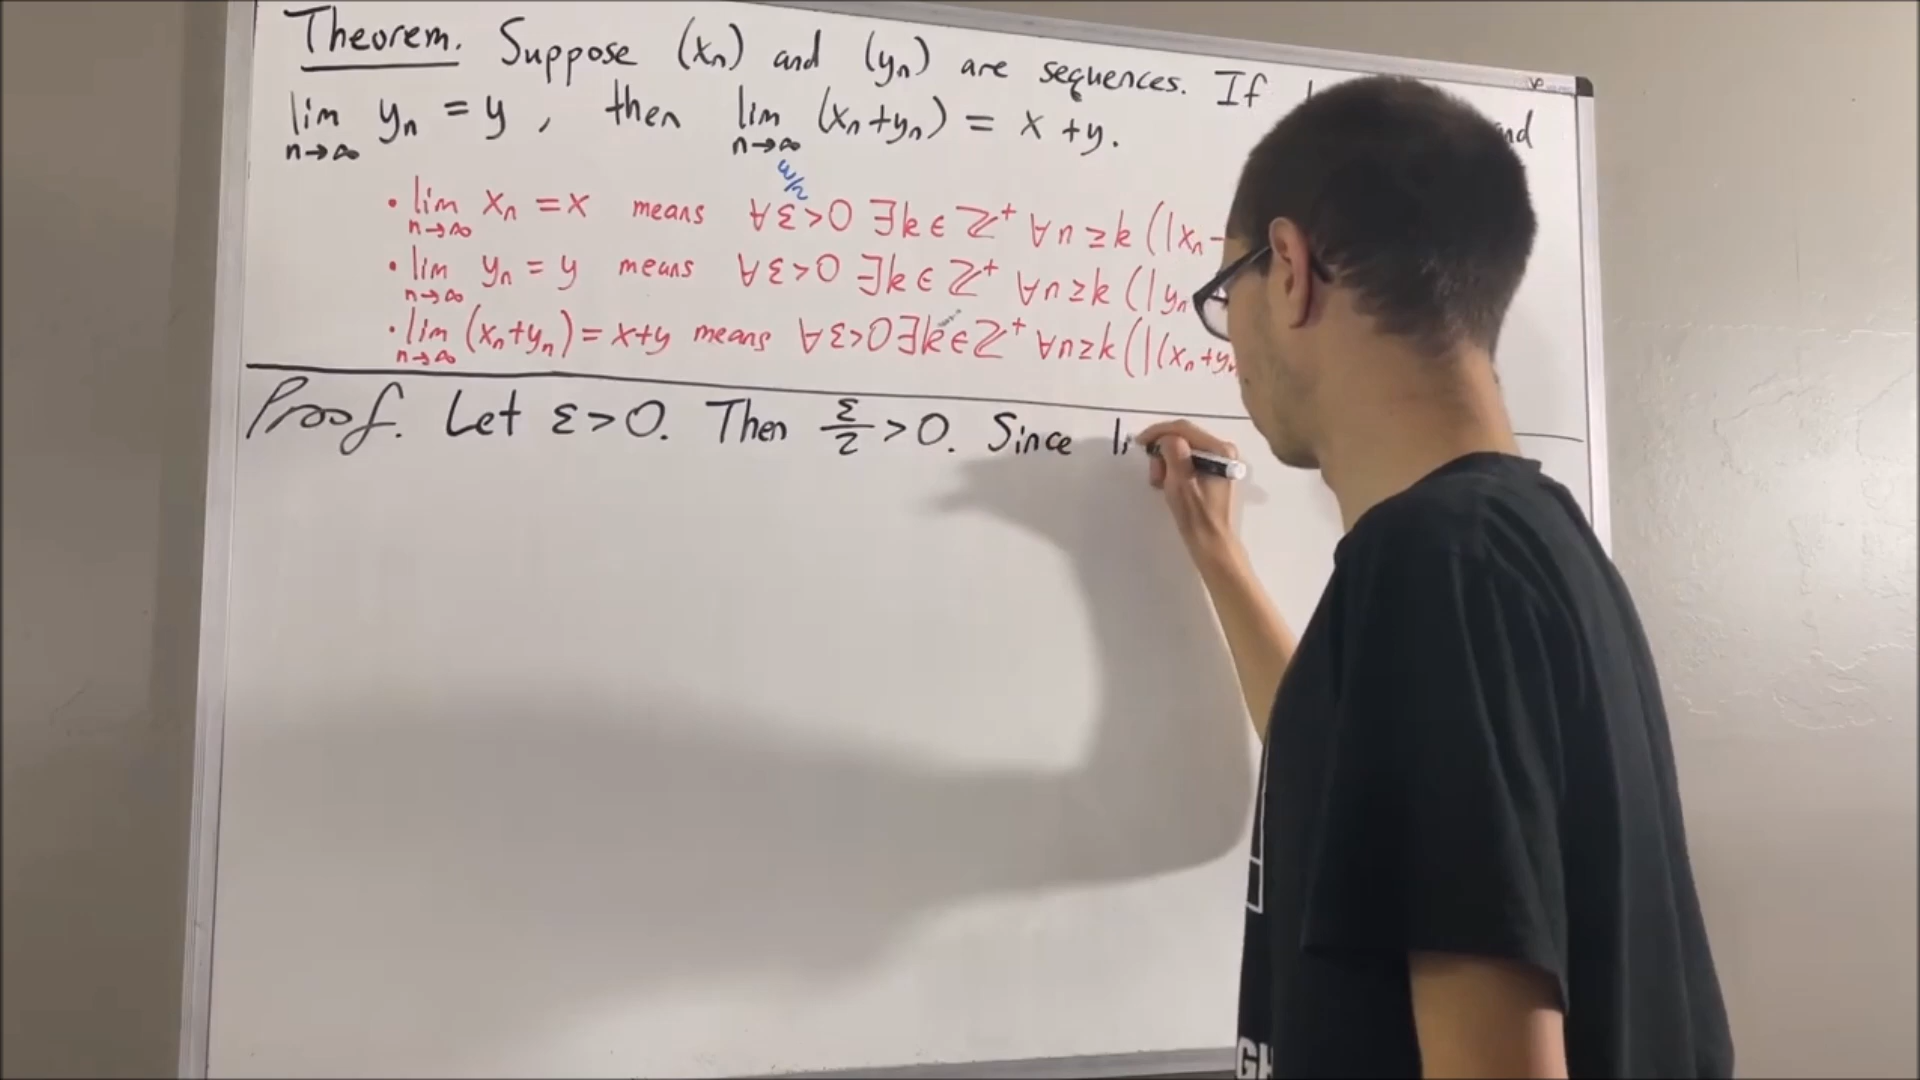 Theorem. Suppose (xₙ) and (yₙ) are sequences. If
lim n→∞ yₙ = y, then lim n→∞ (xₙ+yₙ) = x+y.
ε/2
• lim n→∞ xₙ = x means ∀ε>0 ∃k∈ℤ⁺ ∀n≥k (|xₙ-
• lim n→∞ yₙ = y means ∀ε>0 ∃k∈ℤ⁺ ∀n≥k (|yₙ
• lim n→∞ (xₙ+yₙ) = x+y means ∀ε>0 ∃k∈ℤ⁺ ∀n≥k (|(xₙ+yₙ
Proof. Let ε>0. Then ε/2 >0. Since